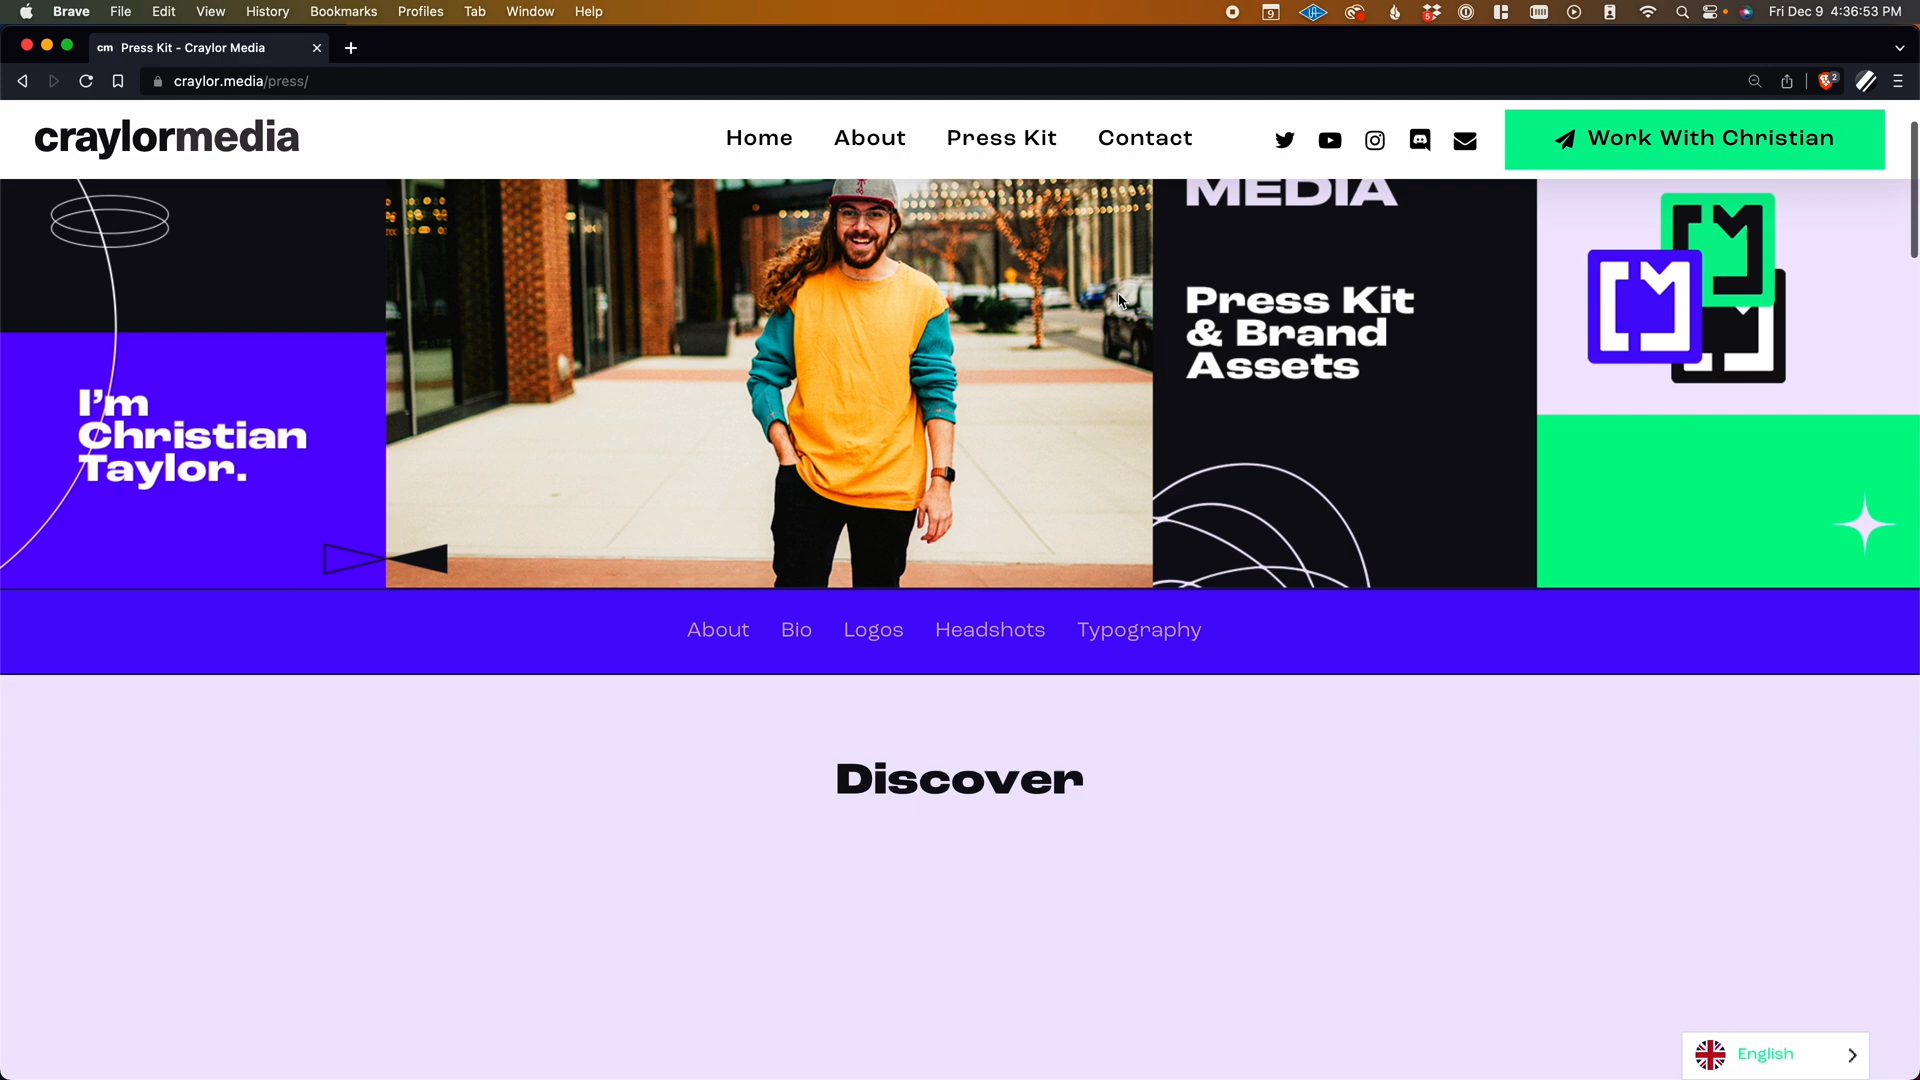 Brave File Edit View History Bookmarks Profiles Tab Window Help Fri Dec 9 4:36:53 PM
cm Press Kit - Craylor Media
craylor.media/press/
craylormedia Home About Press Kit Contact Work With Christian
MEDIA
Press Kit
& Brand
Assets
I'm
Christian
Taylor.
About Bio Logos Headshots Typography
Discover
English